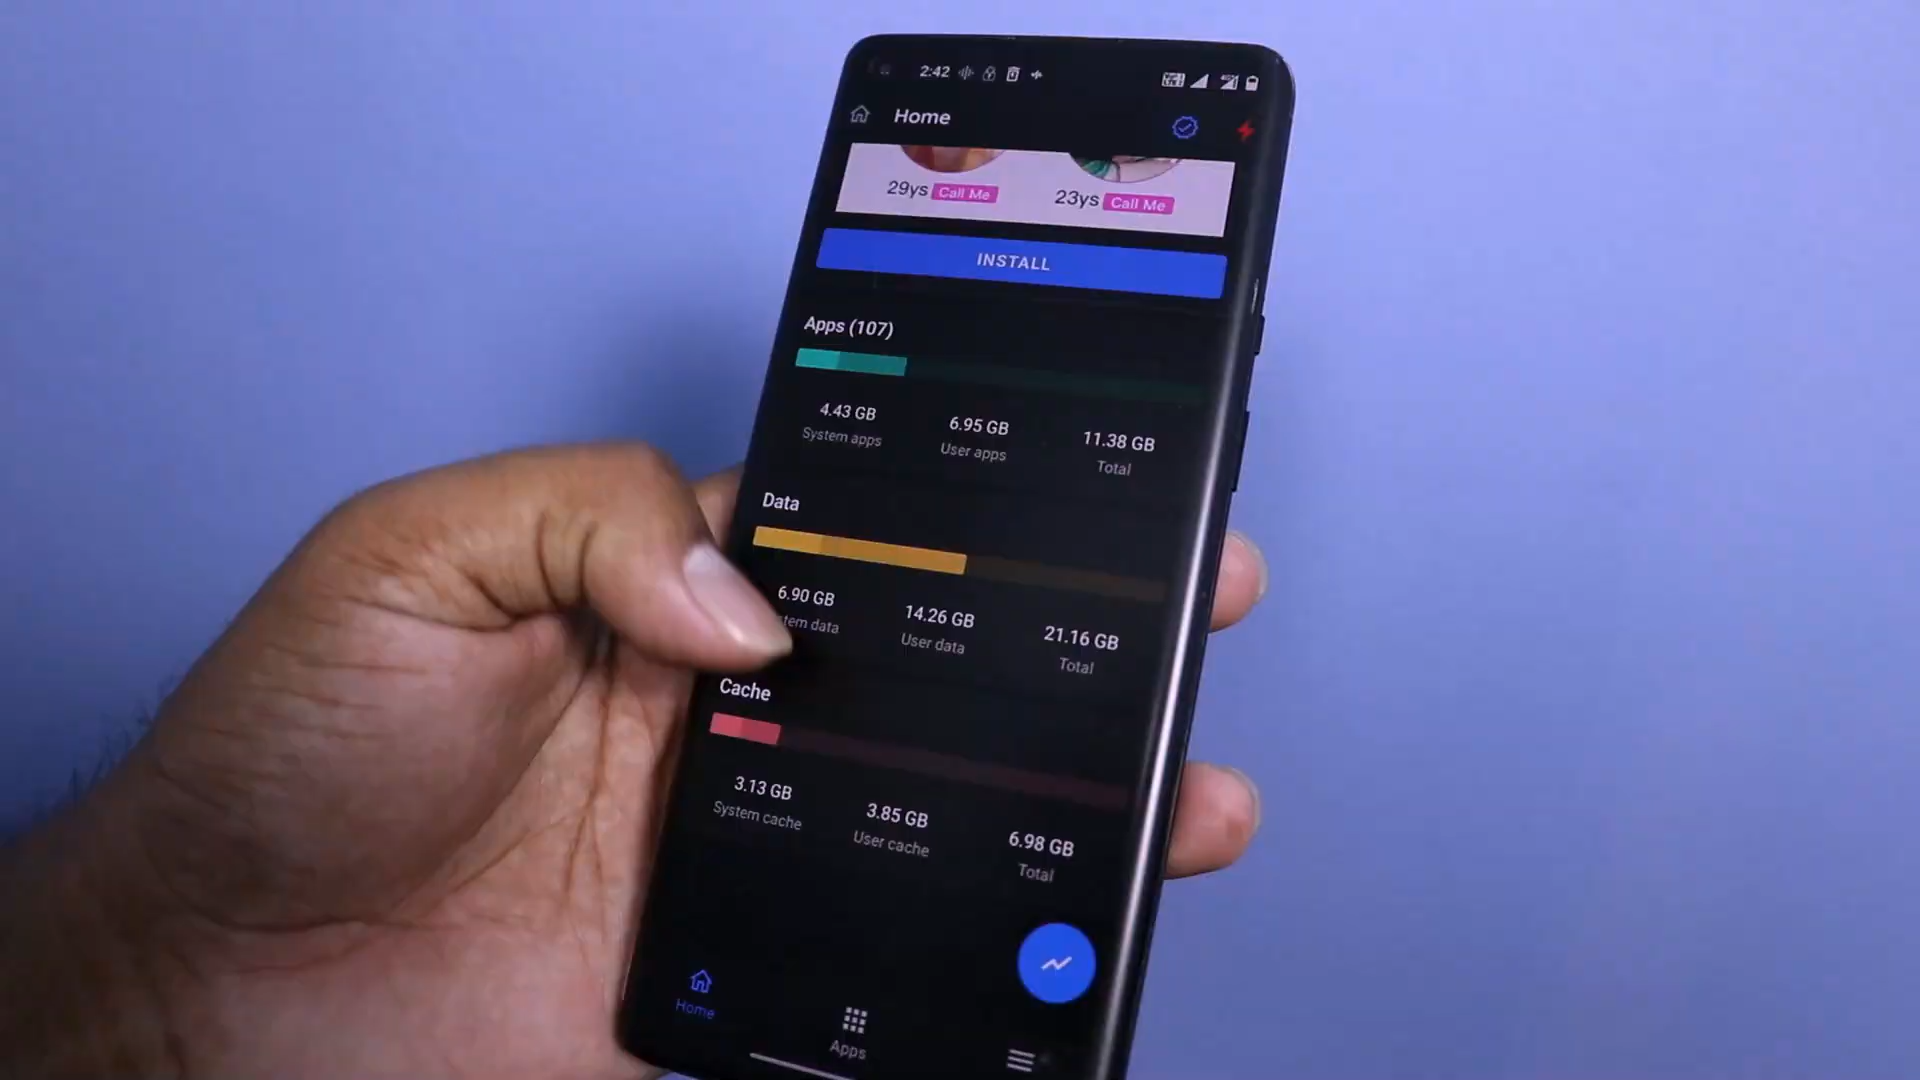 2:42
Home
29ys Call Me 23ys Call Me
INSTALL
Apps (107)
4.43 GB 6.95 GB 11.38 GB
System apps User apps Total
Data
6.90 GB 14.26 GB 21.16 GB
tem data User data Total
Cache
3.13 GB 3.85 GB 6.98 GB
System cache User cache Total
Home Apps